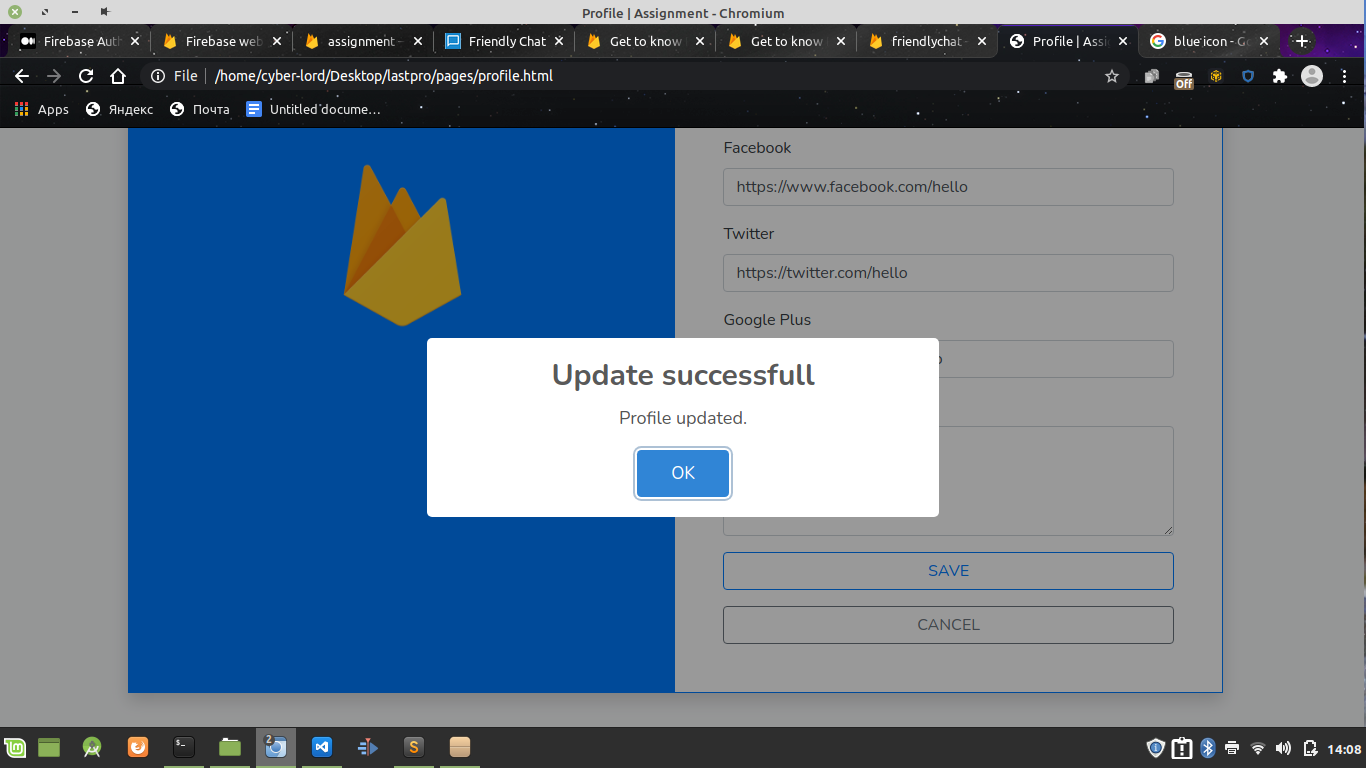 Profile | Assignment - Chromium
Firebase Auth
Firebase web
assignment –
Friendly Chat
Get to know
Get to know
friendlychat –
Profile | Assi
blue icon - Go
File
/home/cyber-lord/Desktop/lastpro/pages/profile.html
Off
Apps
Яндекс
Почта
Untitled docume...
Facebook
https://www.facebook.com/hello
Twitter
https://twitter.com/hello
Google Plus
Update successfull
Profile updated.
OK
SAVE
CANCEL
2
14:08